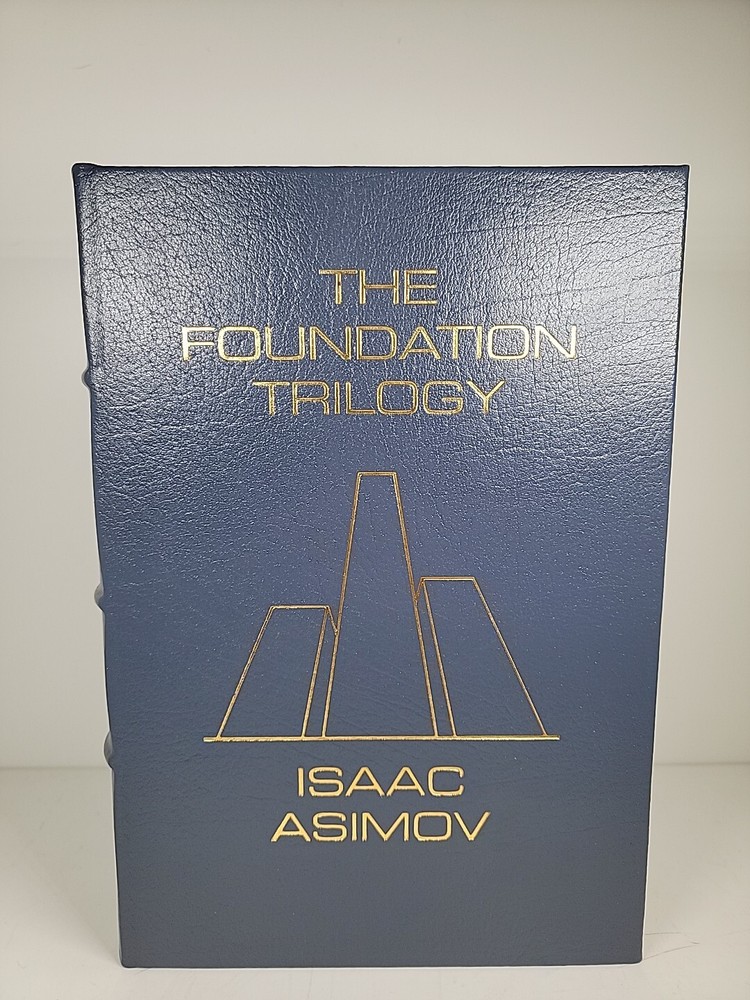 THE
FOUNDATION
TRILOGY
ISAAC
ASIMOV